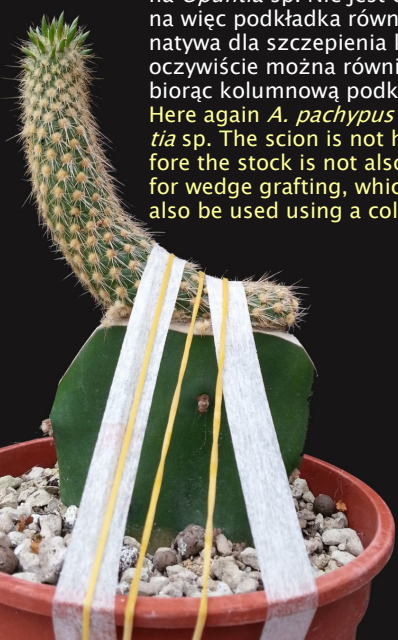 na Opuntia sp. Nie jest
na więc podkładka równ
natywa dla szczepienia
oczywiście można równi
biorąc kolumnową podk
Here again A. pachypus
tia sp. The scion is not h
fore the stock is not also
for wedge grafting, whic
also be used using a col